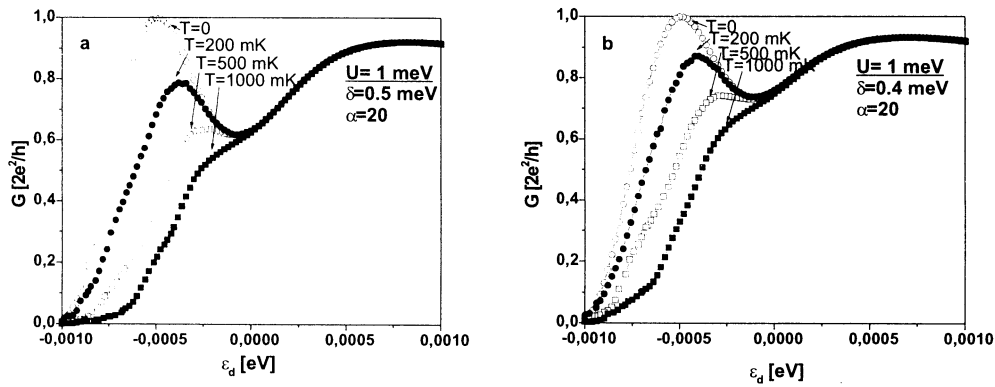 a
T=0
T=200 mK
T=500 mK
T=1000 mK
U= 1 meV
δ=0.5 meV
α=20
G [2e²/h]
1,0
0,8
0,6
0,4
0,2
0,0
-0,0010
-0,0005
0,0000
0,0005
0,0010
ε_d [eV]
b
T=0
T=200 mK
T=500 mK
T=1000 mK
U= 1 meV
δ=0.4 meV
α=20
G [2e²/h]
1,0
0,8
0,6
0,4
0,2
0,0
-0,0010
-0,0005
0,0000
0,0005
0,0010
ε_d [eV]